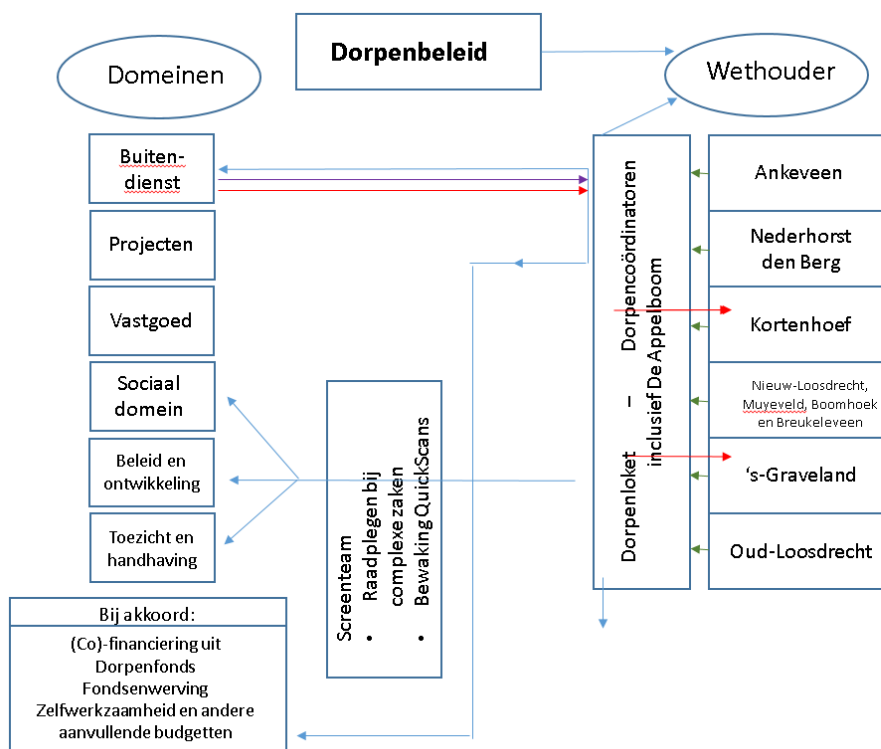 Dorpenbeleid
Domeinen
Wethouder
Buiten-
dienst
Projecten
Vastgoed
Sociaal
domein
Beleid en
ontwikkeling
Toezicht en
handhaving
Bij akkoord:
(Co)-financiering uit
Dorpenfonds
Fondsenwerving
Zelfwerkzaamheid en andere
aanvullende budgetten
Screenteam
• Raadplegen bij
complexe zaken
• Bewaking QuickScans
Dorpenloket – Dorpencoördinatoren
inclusief De Appelboom
Ankeveen
Nederhorst
den Berg
Kortenhoef
Nieuw-Loosdrecht,
Muyeveld, Boomhoek
en Breukeleveen
‘s-Graveland
Oud-Loosdrecht